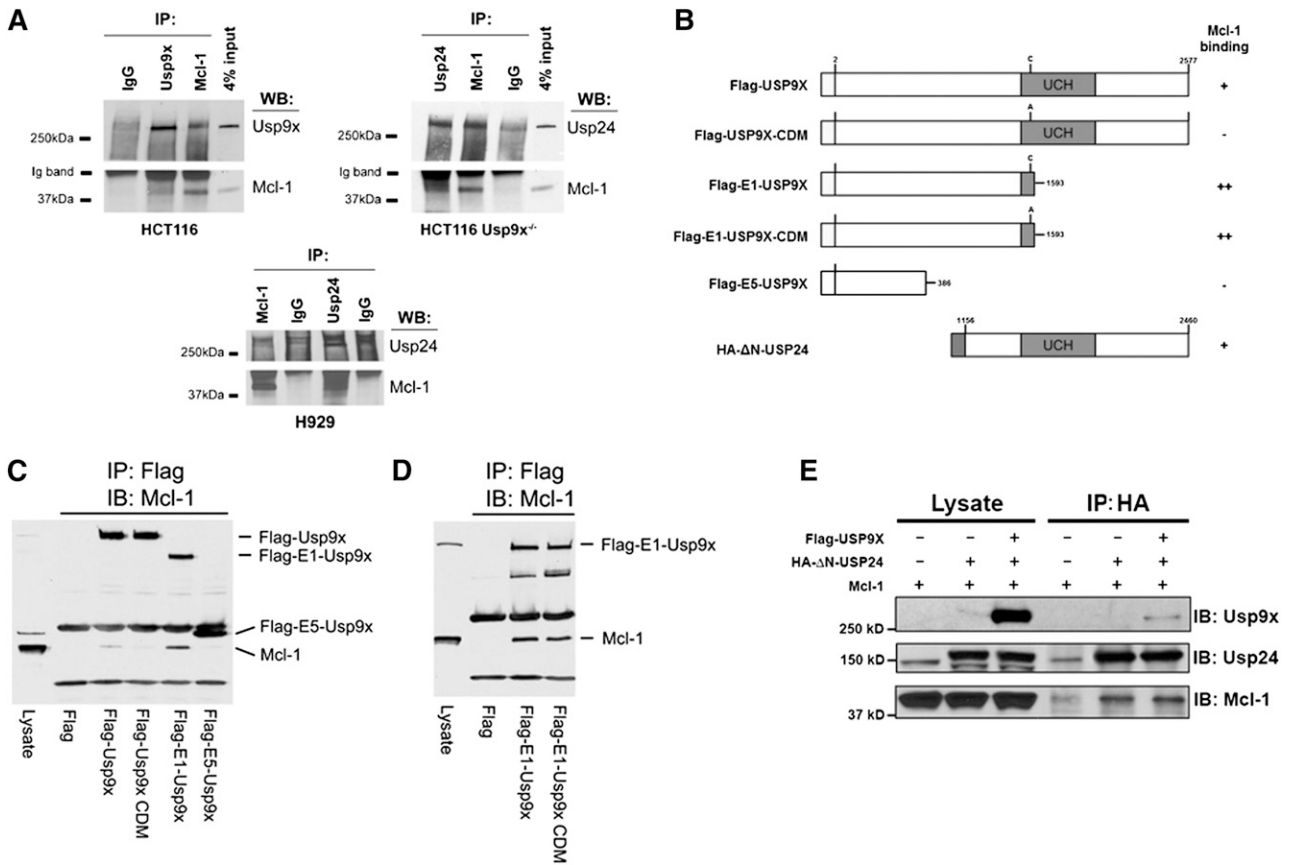 A
IP:
IgG
Usp9x
Mcl-1
4% input
WB:
Usp9x
250kDa
Ig band
Mcl-1
37kDa
HCT116
IP:
Usp24
Mcl-1
IgG
4% input
WB:
Usp24
250kDa
Ig band
Mcl-1
37kDa
HCT116 Usp9x-/-
IP:
Mcl-1
IgG
Usp24
IgG
WB:
Usp24
250kDa
Mcl-1
37kDa
H929
B
Mcl-1
binding
2
C
2577
Flag-USP9X
UCH
+
A
Flag-USP9X-CDM
UCH
-
C
Flag-E1-USP9X
1593
++
A
Flag-E1-USP9X-CDM
1593
++
Flag-E5-USP9X
386
-
1156
2460
HA-ΔN-USP24
UCH
+
C
IP: Flag
IB: Mcl-1
Flag-Usp9x
Flag-E1-Usp9x
Flag-E5-Usp9x
Mcl-1
Lysate
Flag
Flag-Usp9x
Flag-Usp9x CDM
Flag-E1-Usp9x
Flag-E5-Usp9x
D
IP: Flag
IB: Mcl-1
Flag-E1-Usp9x
Mcl-1
Lysate
Flag
Flag-E1-Usp9x
Flag-E1-Usp9x CDM
E
Lysate IP: HA
Flag-USP9X - - + - - +
HA-ΔN-USP24 - + + - + +
Mcl-1 + + + + + +
250 kD IB: Usp9x
150 kD IB: Usp24
37 kD IB: Mcl-1